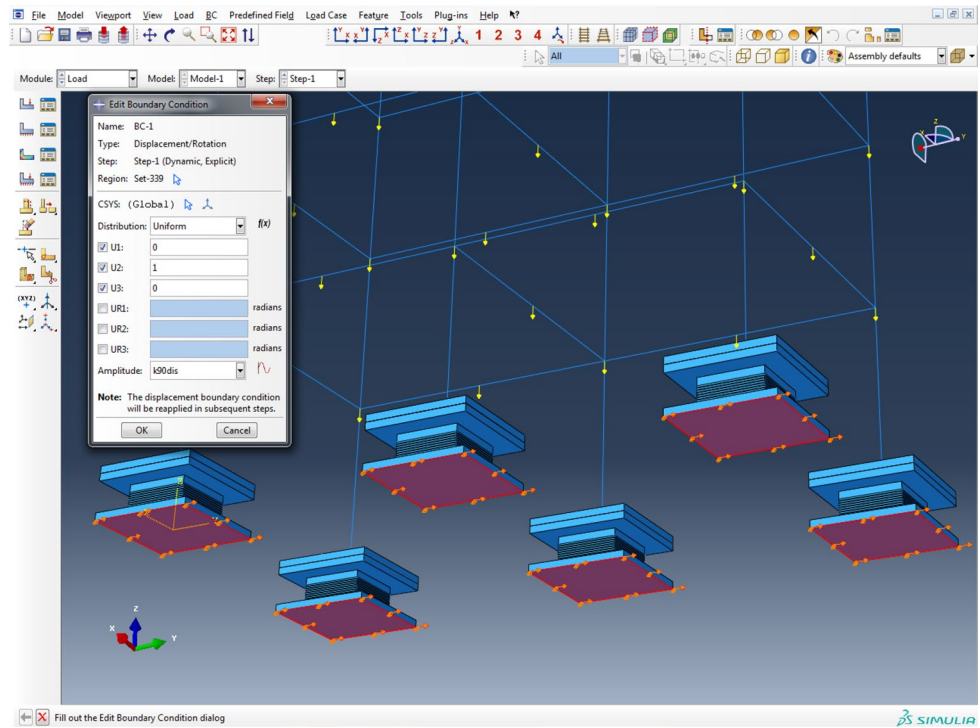 File Model Viewport View Load BC Predefined Field Load Case Feature Tools Plug-ins Help
1 2 3 4
All
Assembly defaults
Module: Load Model: Model-1 Step: Step-1
Edit Boundary Condition
Name: BC-1
Type: Displacement/Rotation
Step: Step-1 (Dynamic, Explicit)
Region: Set-339
CSYS: (Global)
Distribution: Uniform f(x)
U1: 0
U2: 1
U3: 0
UR1: radians
UR2: radians
UR3: radians
Amplitude: k90dis
Note: The displacement boundary condition
will be reapplied in subsequent steps.
OK Cancel
(XYZ)
Z
Y
Z
X
Y
Fill out the Edit Boundary Condition dialog
SIMULIA